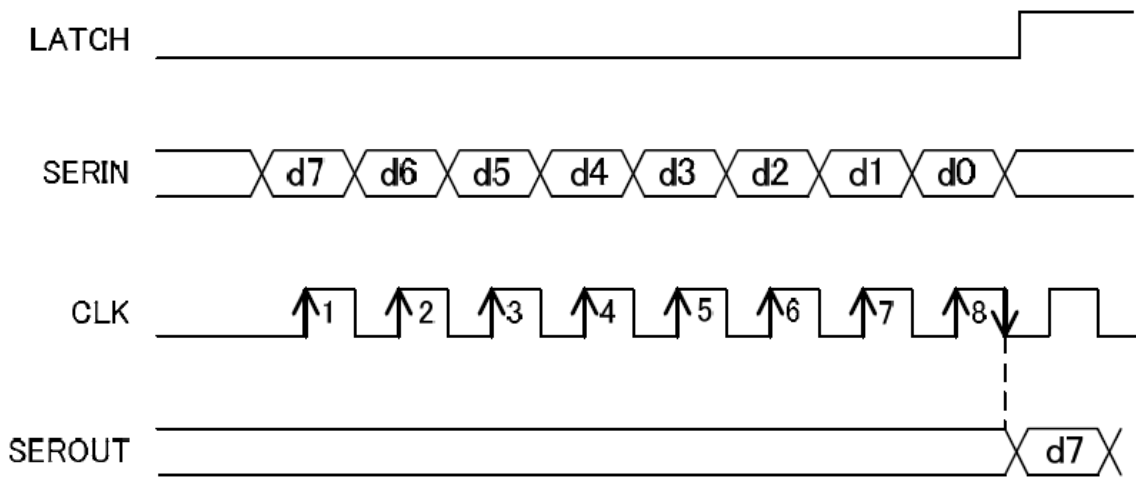 LATCH
SERIN d7 d6 d5 d4 d3 d2 d1 d0
CLK 1 2 3 4 5 6 7 8
SEROUT d7